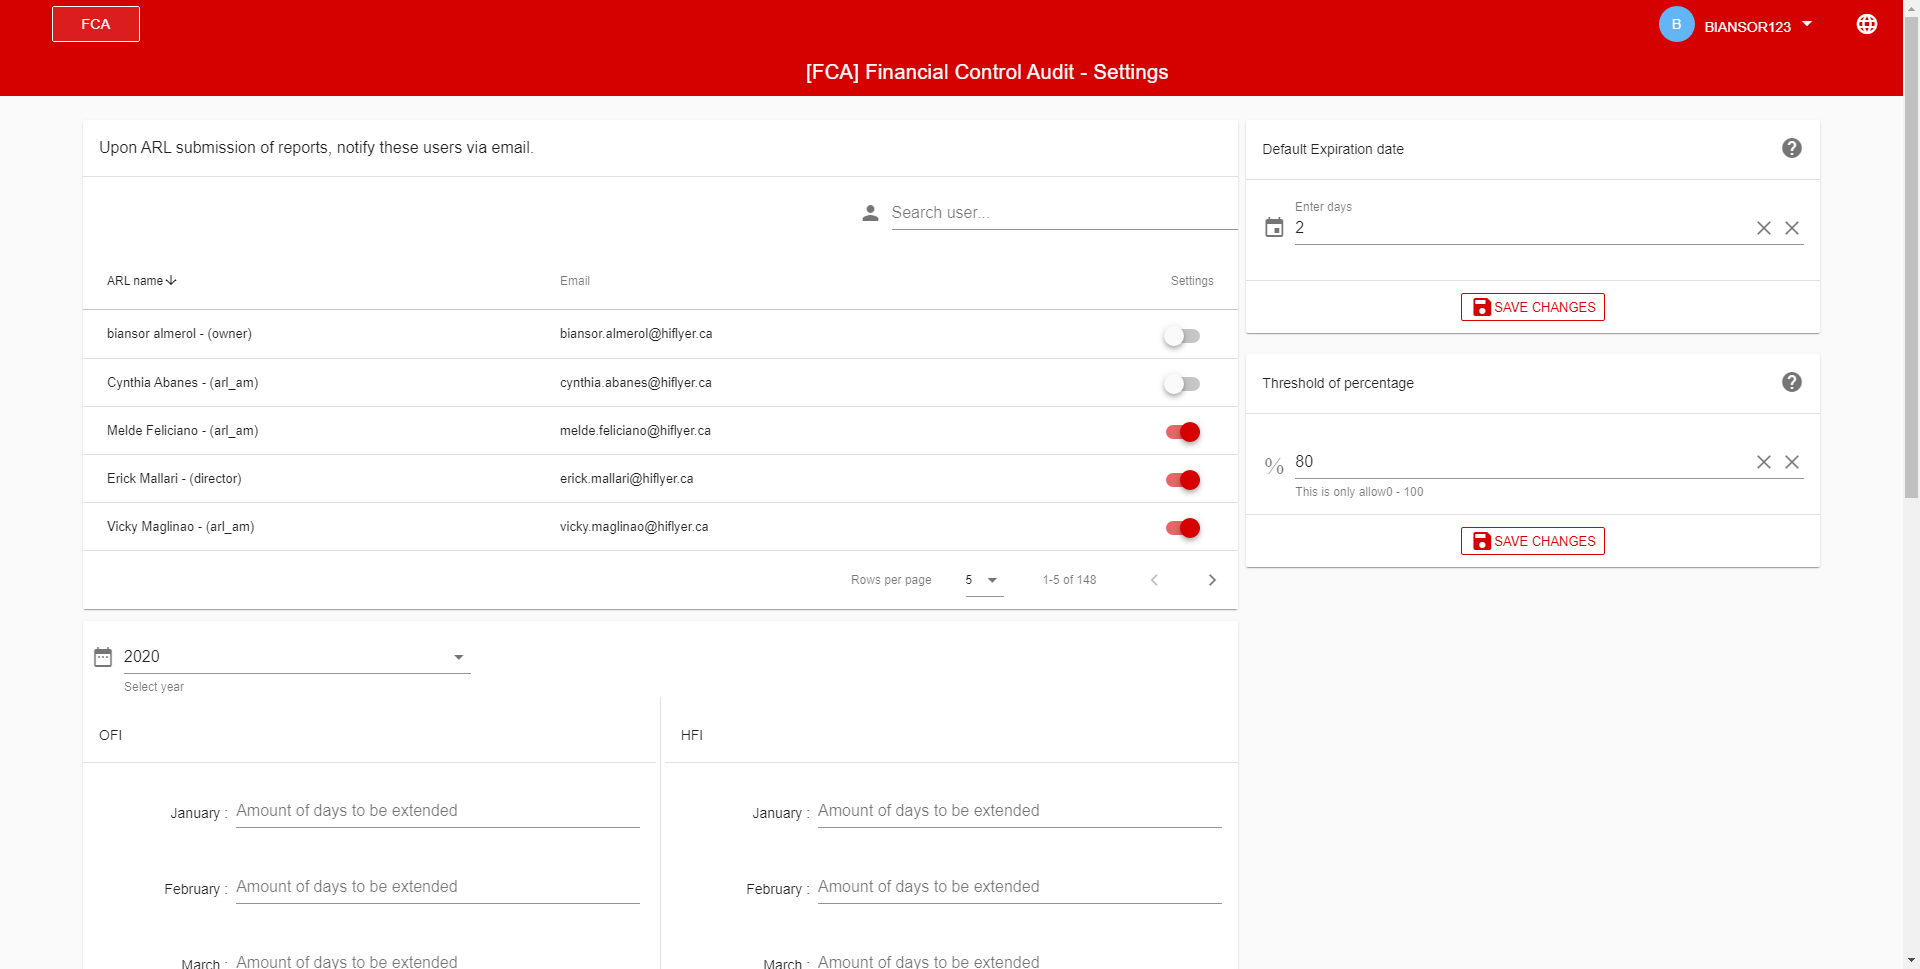 FCA
B BIANSOR123
[FCA] Financial Control Audit - Settings
Upon ARL submission of reports, notify these users via email.
Search user...
ARL name Email Settings
biansor almerol - (owner) biansor.almerol@hiflyer.ca
Cynthia Abanes - (arl_am) cynthia.abanes@hiflyer.ca
Melde Feliciano - (arl_am) melde.feliciano@hiflyer.ca
Erick Mallari - (director) erick.mallari@hiflyer.ca
Vicky Maglinao - (arl_am) vicky.maglinao@hiflyer.ca
Rows per page 5 1-5 of 148
Default Expiration date
Enter days
2
SAVE CHANGES
Threshold of percentage
% 80
This is only allow0 - 100
SAVE CHANGES
2020
Select year
OFI
January : Amount of days to be extended
February : Amount of days to be extended
March : Amount of days to be extended
HFI
January : Amount of days to be extended
February : Amount of days to be extended
March : Amount of days to be extended